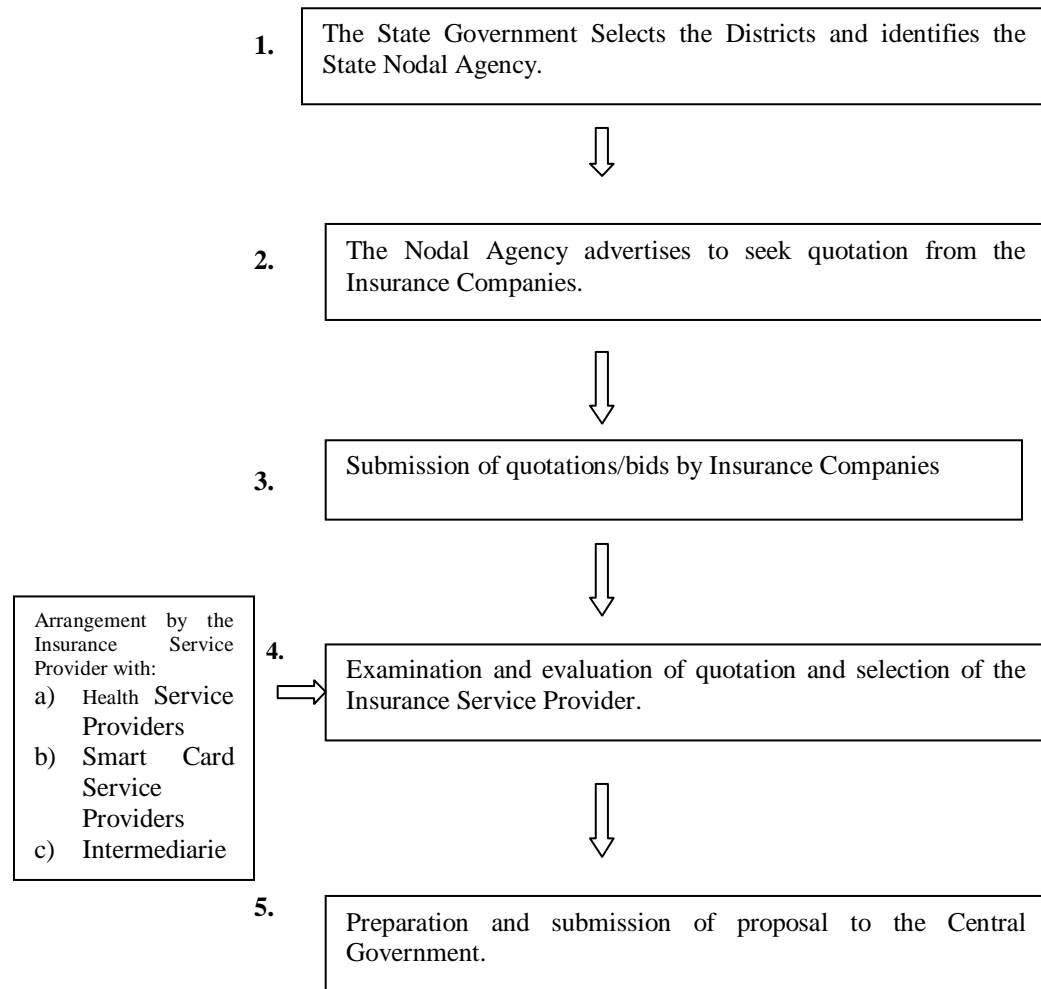 1.
The State Government Selects the Districts and identifies the
State Nodal Agency.
2.
The Nodal Agency advertises to seek quotation from the
Insurance Companies.
3.
Submission of quotations/bids by Insurance Companies
Arrangement by the
Insurance Service
Provider with:
a) Health Service
Providers
b) Smart Card
Service
Providers
c) Intermediarie
4.
Examination and evaluation of quotation and selection of the
Insurance Service Provider.
5.
Preparation and submission of proposal to the Central
Government.